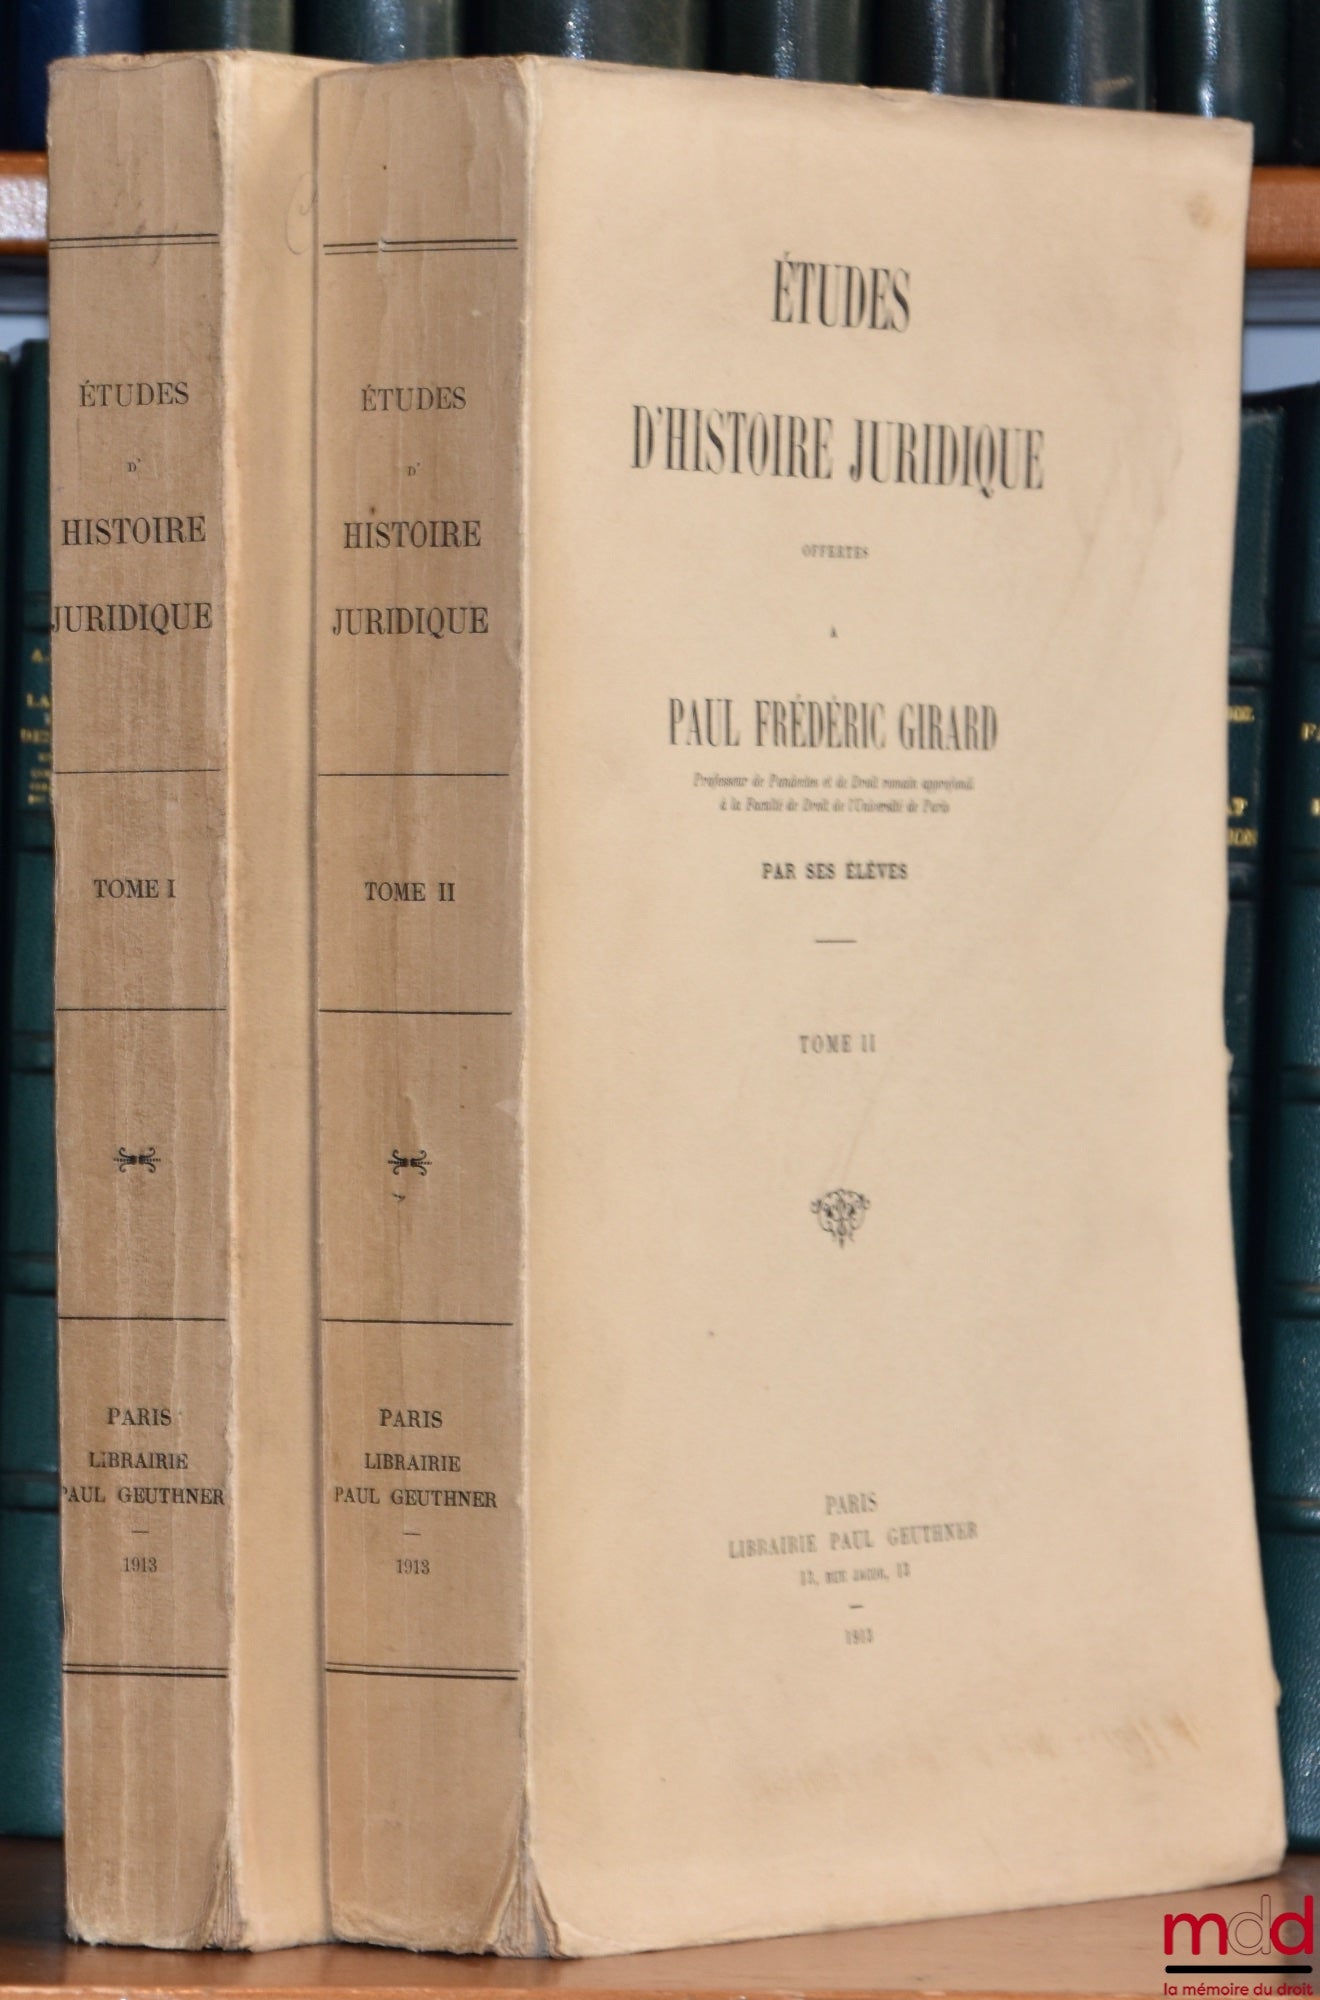 ÉTUDES
D'
HISTOIRE
JURIDIQUE
TOME I
PARIS
LIBRAIRIE
PAUL GEUTHNER
1913
ÉTUDES
D'
HISTOIRE
JURIDIQUE
TOME II
PARIS
LIBRAIRIE
PAUL GEUTHNER
1913
ÉTUDES
D'HISTOIRE JURIDIQUE
OFFERTES
A
PAUL FRÉDÉRIC GIRARD
Professeur de Pandectes et de Droit romain approfondi
à la Faculté de Droit de l'Université de Paris
PAR SES ÉLÈVES
TOME II
PARIS
LIBRAIRIE PAUL GEUTHNER
13, RUE JACOB, 13
1913
mdd
la mémoire du droit